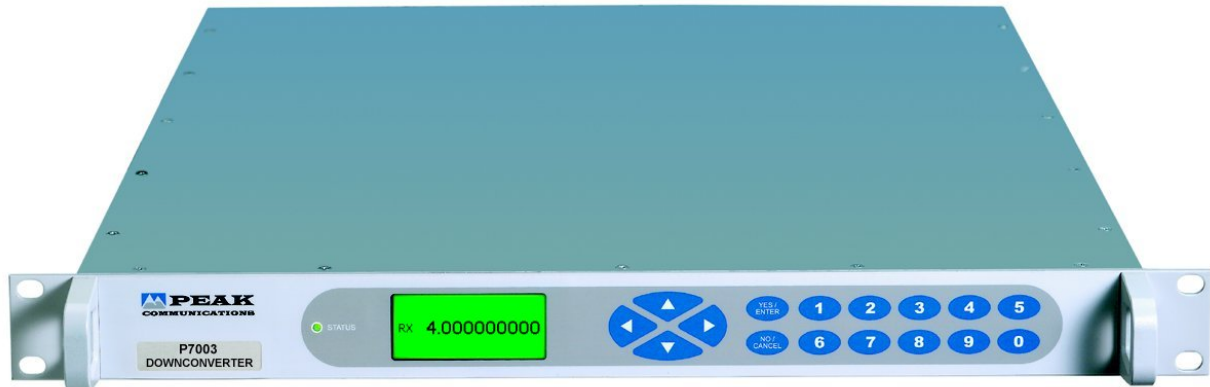 PEAK
COMMUNICATIONS
P7003
DOWNCONVERTER
STATUS
RX 4.000000000
YES /
ENTER
1 2 3 4 5
NO /
CANCEL
6 7 8 9 0